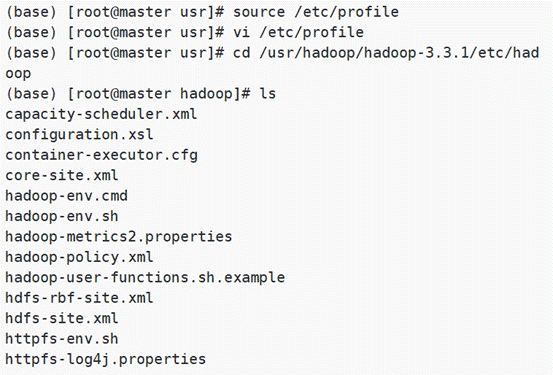 (base) [root@master usr]# source /etc/profile
(base) [root@master usr]# vi /etc/profile
(base) [root@master usr]# cd /usr/hadoop/hadoop-3.3.1/etc/had
oop
(base) [root@master hadoop]# ls
capacity-scheduler.xml
configuration.xsl
container-executor.cfg
core-site.xml
hadoop-env.cmd
hadoop-env.sh
hadoop-metrics2.properties
hadoop-policy.xml
hadoop-user-functions.sh.example
hdfs-rbf-site.xml
hdfs-site.xml
httpfs-env.sh
httpfs-log4j.properties